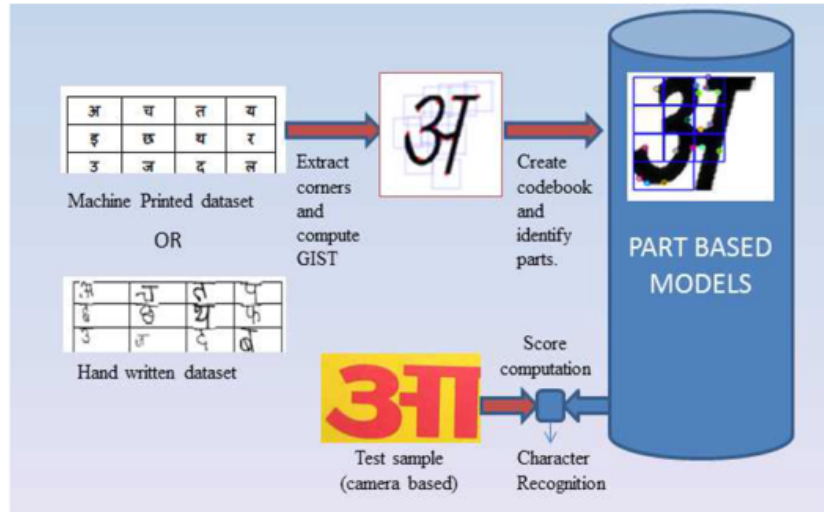 अ च त य
इ छ थ र
उ ज द ल
Machine Printed dataset
OR
अ च त प
इ छ थ फ
उ ज द ब
Hand written dataset
Extract
corners
and
compute
GIST
अ
Create
codebook
and
identify
parts.
अ
PART BASED
MODELS
आ
Test sample
(camera based)
Score
computation
Character
Recognition